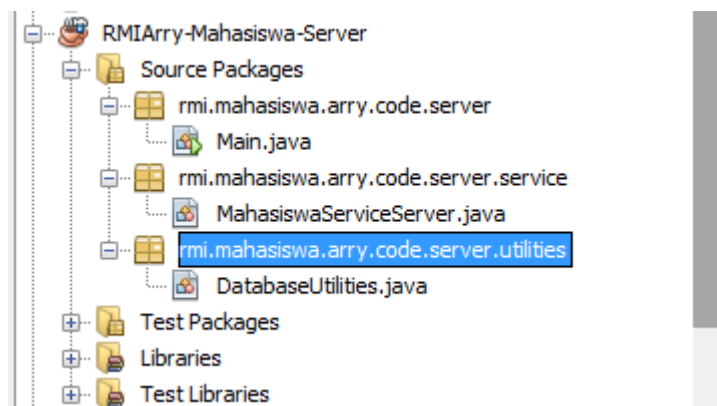 RMIArry-Mahasiswa-Server
Source Packages
rmi.mahasiswa.arry.code.server
Main.java
rmi.mahasiswa.arry.code.server.service
MahasiswaServiceServer.java
rmi.mahasiswa.arry.code.server.utilities
DatabaseUtilities.java
Test Packages
Libraries
Test Libraries